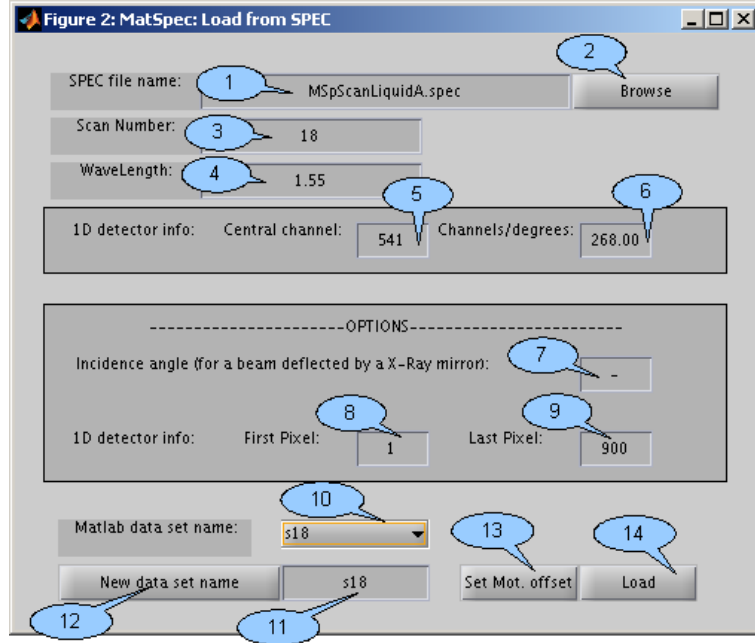 Figure 2: MatSpec: Load from SPEC
2
SPEC file name: 1 MSpScanLiquidA.spec Browse
Scan Number: 3 18
WaveLength: 4 1.55
5 6
1D detector info: Central channel: 541 Channels/degrees: 268.00
----------------------OPTIONS------------------------
Incidence angle (for a beam deflected by a X-Ray mirror): 7 -
8 9
1D detector info: First Pixel: 1 Last Pixel: 900
10
Matlab data set name: s18 13 14
New data set name s18 Set Mot. offset Load
12 11